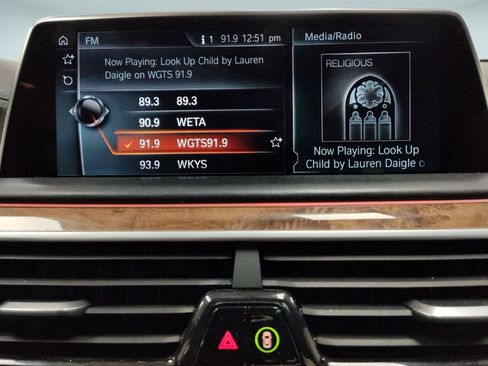 FM
1 91.9 12:51 pm
Media/Radio
Now Playing: Look Up Child by Lauren
Daigle on WGTS 91.9
89.3 89.3
90.9 WETA
91.9 WGTS91.9
93.9 WKYS
RELIGIOUS
Now Playing: Look Up
Child by Lauren Daigle o